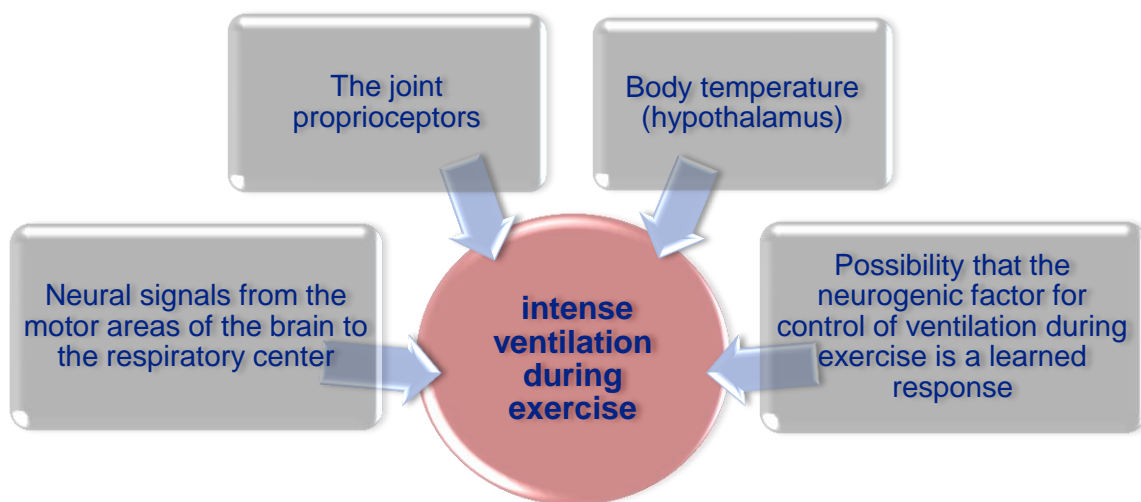 The joint
proprioceptors
Body temperature
(hypothalamus)
Neural signals from the
motor areas of the brain to
the respiratory center
intense
ventilation
during
exercise
Possibility that the
neurogenic factor for
control of ventilation during
exercise is a learned
response